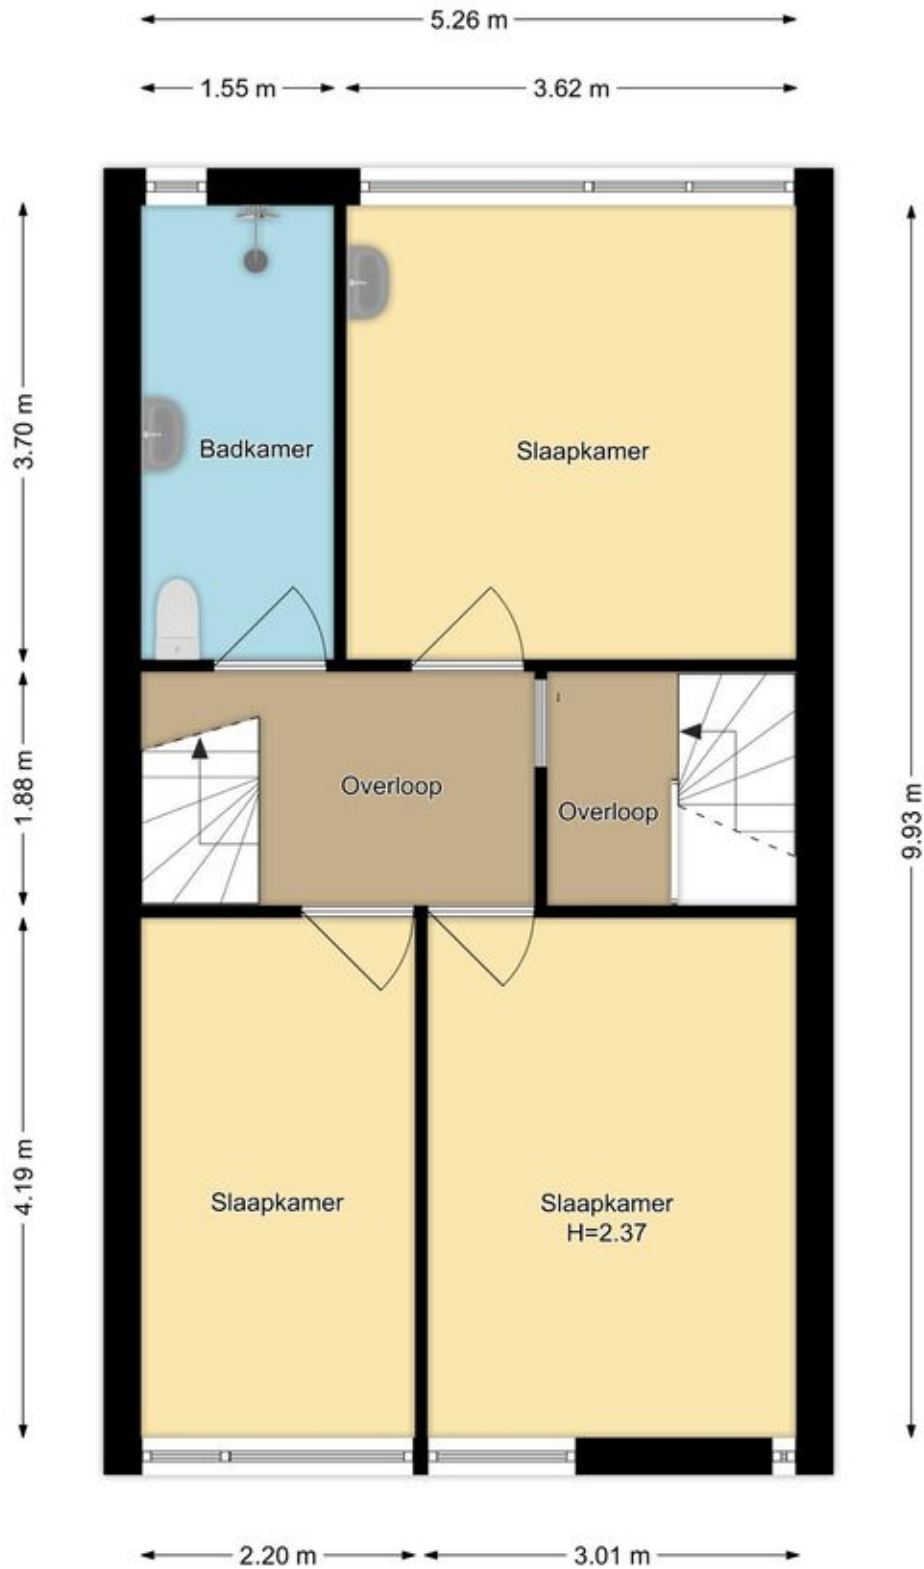 5.26 m
1.55 m
3.62 m
3.70 m
Badkamer
Slaapkamer
1.88 m
Overloop
Overloop
9.93 m
4.19 m
Slaapkamer
Slaapkamer
H=2.37
2.20 m
3.01 m